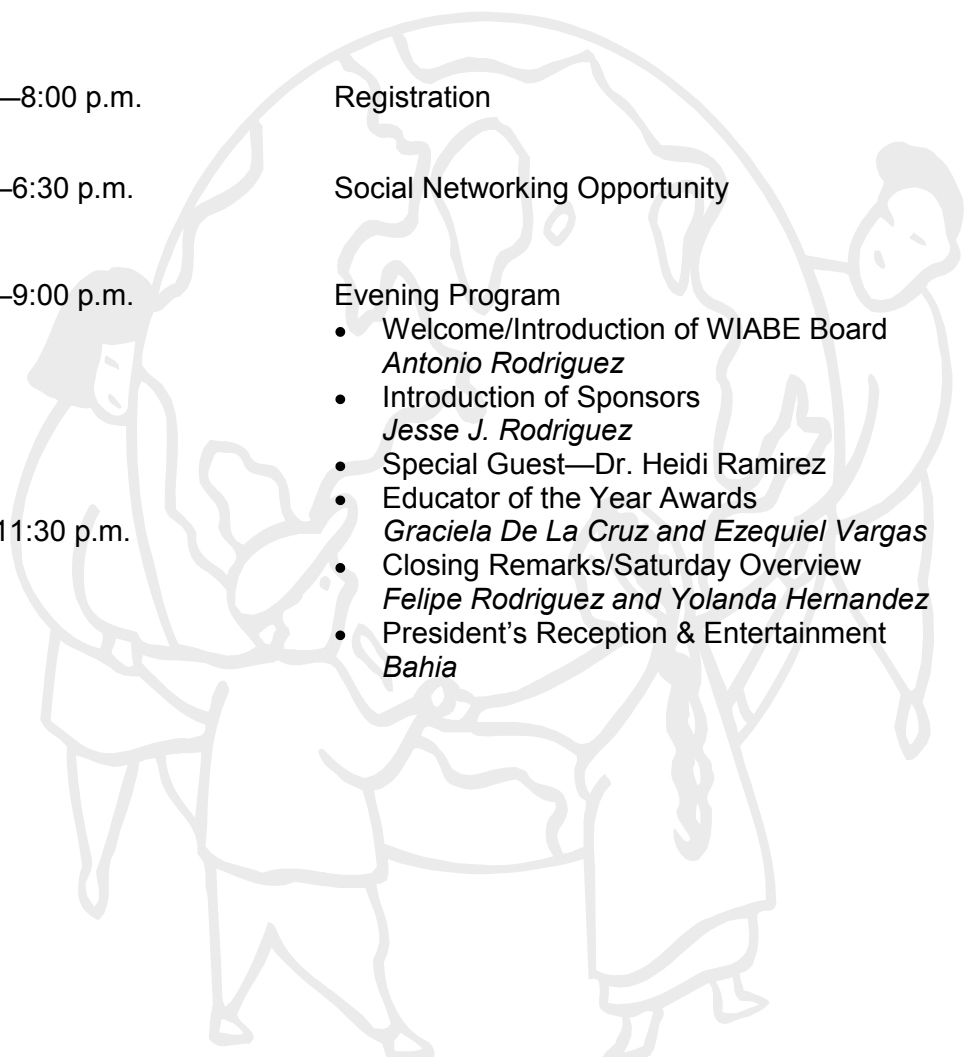 —8:00 p.m. Registration
–6:30 p.m. Social Networking Opportunity
–9:00 p.m. Evening Program
• Welcome/Introduction of WIABE Board
Antonio Rodriguez
• Introduction of Sponsors
Jesse J. Rodriguez
• Special Guest—Dr. Heidi Ramirez
• Educator of the Year Awards
11:30 p.m. Graciela De La Cruz and Ezequiel Vargas
• Closing Remarks/Saturday Overview
Felipe Rodriguez and Yolanda Hernandez
• President’s Reception & Entertainment
Bahia